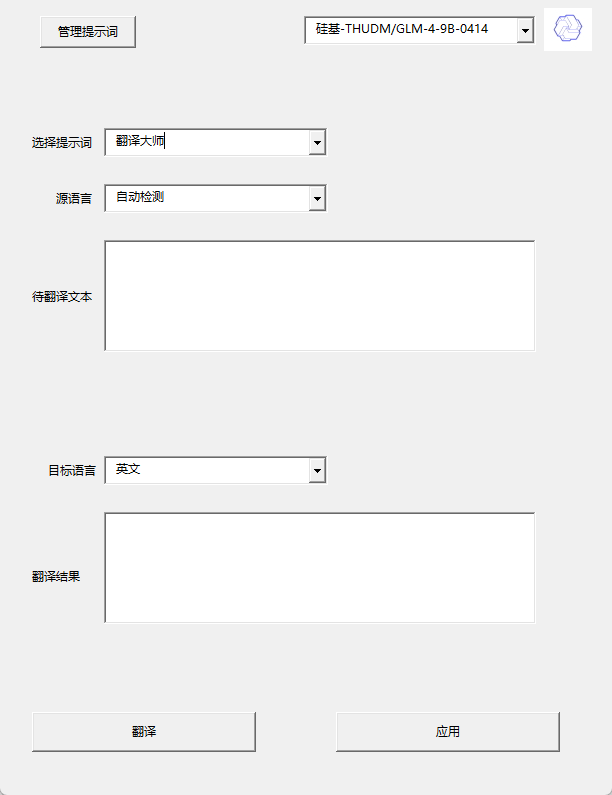 管理提示词
硅基-THUDM/GLM-4-9B-0414
选择提示词
翻译大师
源语言
自动检测
待翻译文本
目标语言
英文
翻译结果
翻译
应用